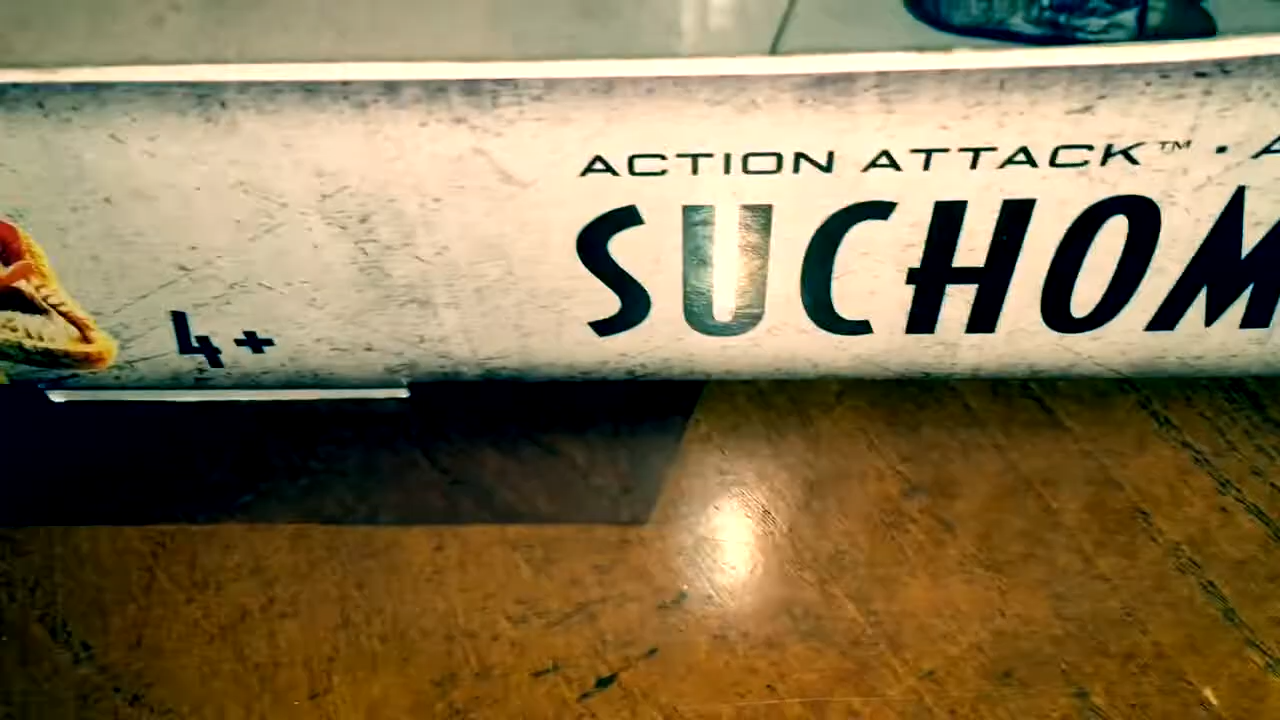 ACTION ATTACK™ · A
SUCHOM
4+